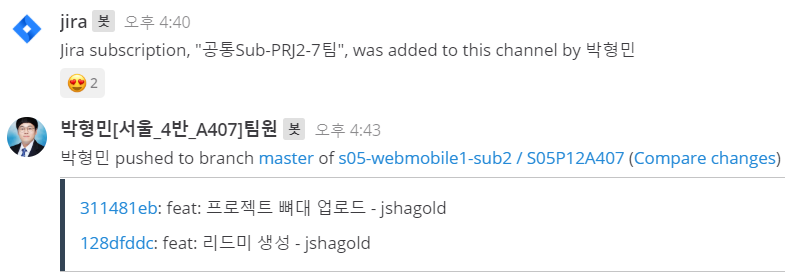 jira 봇 오후 4:40
Jira subscription, "공통Sub-PRJ2-7팀", was added to this channel by 박형민
2
박형민[서울_4반_A407]팀원 봇 오후 4:43
박형민 pushed to branch master of s05-webmobile1-sub2 / S05P12A407 (Compare changes)
311481eb: feat: 프로젝트 뼈대 업로드 - jshagold
128dfddc: feat: 리드미 생성 - jshagold